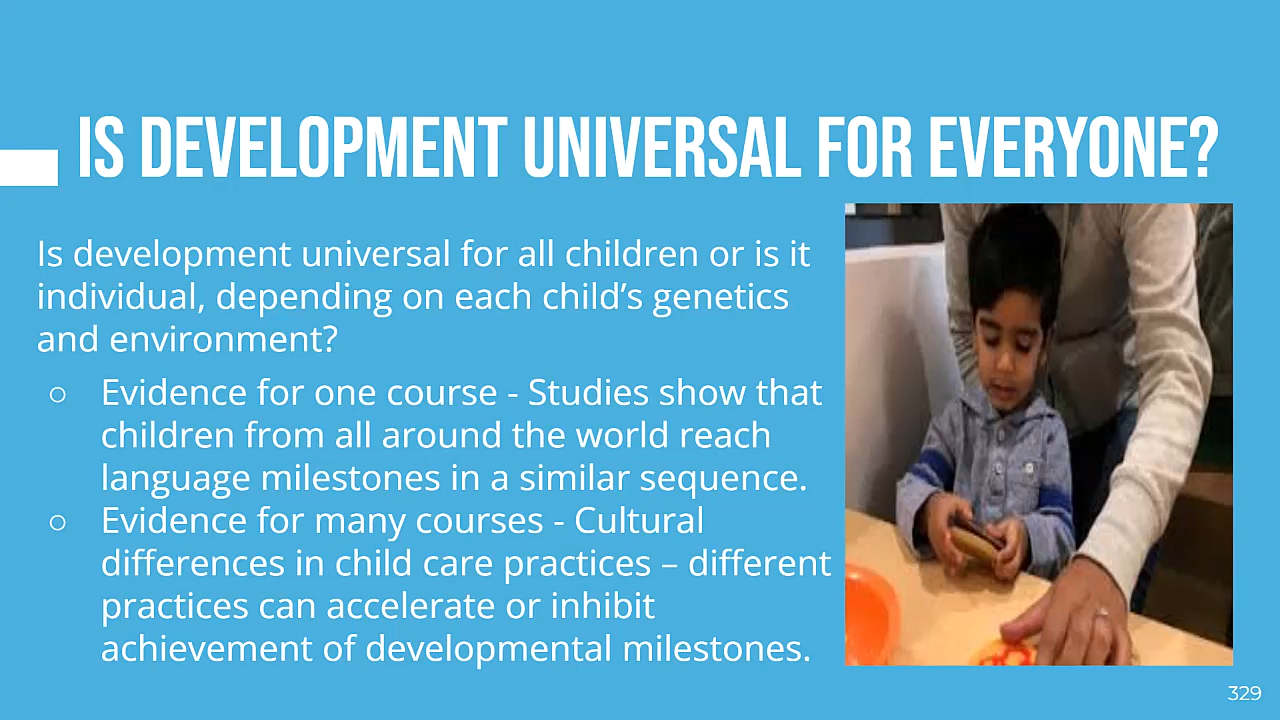 IS DEVELOPMENT UNIVERSAL FOR EVERYONE?
Is development universal for all children or is it
individual, depending on each child’s genetics
and environment?
○ Evidence for one course - Studies show that
children from all around the world reach
language milestones in a similar sequence.
○ Evidence for many courses - Cultural
differences in child care practices – different
practices can accelerate or inhibit
achievement of developmental milestones.
329